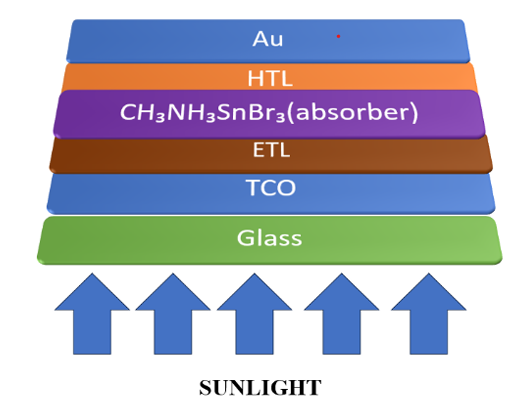 Au
HTL
CH₃NH₃SnBr₃(absorber)
ETL
TCO
Glass
SUNLIGHT